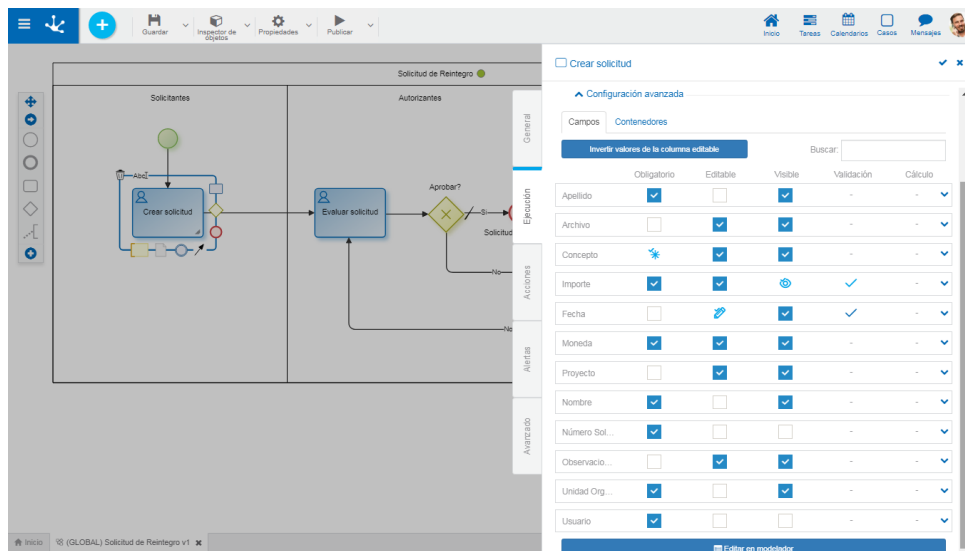 Guardar
Inspector de objetos
Propiedades
Publicar
Inicio
Tareas
Calendarios
Casos
Mensajes
Solicitud de Reintegro
Solicitantes
Autorizantes
Abc
Crear solicitud
Evaluar solicitud
Aprobar?
Si
Solicitud
No
No
General
Ejecución
Acciones
Alertas
Avanzado
Crear solicitud
Configuración avanzada
Campos
Contenedores
Invertir valores de la columna editable
Buscar:
Obligatorio Editable Visible Validación Cálculo
Apellido - -
Archivo - -
Concepto - -
Importe -
Fecha -
Moneda - -
Proyecto - -
Nombre - -
Número Sol... - -
Observacio... - -
Unidad Org... - -
Usuario - -
Editar en modelador
Inicio
(GLOBAL) Solicitud de Reintegro v1